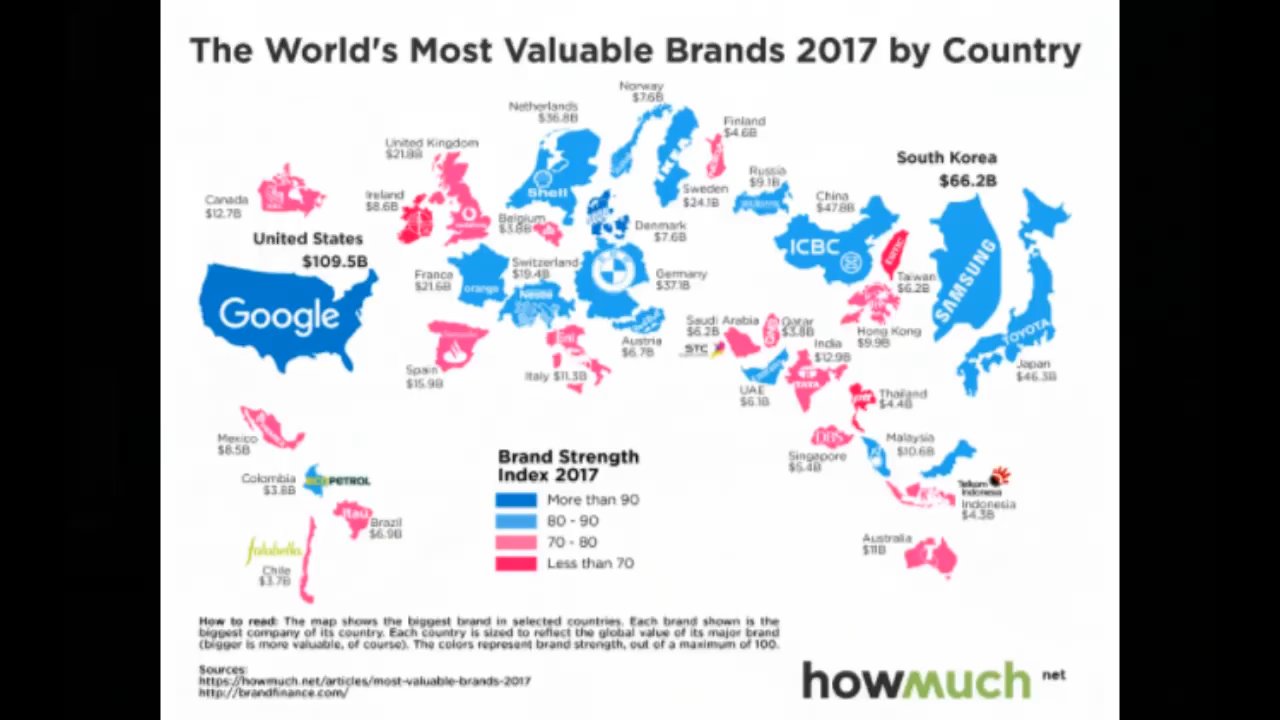 The World's Most Valuable Brands 2017 by Country
Norway
$7.6B
Netherlands
$36.8B
Finland
$4.6B
United Kingdom
$21.8B
South Korea
$66.2B
Russia
$9.1B
Canada
$12.7B
Ireland
$8.6B
Shell
Sweden
$24.1B
China
$47.8B
Belgium
$3.8B
Denmark
$7.6B
United States
$109.5B
ICBC
France
$21.6B
orange
Switzerland
$19.4B
Nestlé
Germany
$37.1B
Taiwan
$6.2B
SAMSUNG
Google
Saudi Arabia
$6.2B
STC
Qatar
$3.8B
Hong Kong
$9.9B
TOYOTA
Japan
$46.3B
Austria
$6.7B
India
$12.9B
TATA
Spain
$15.9B
Eni
Italy $11.3B
UAE
$6.1B
Thailand
$4.4B
Mexico
$8.5B
DBS
Singapore
$5.4B
Malaysia
$10.6B
Colombia
$3.8B
ECOPETROL
Telkom
Indonesia
Indonesia
$4.3B
Itaú
Brazil
$6.9B
falabella.
Chile
$3.7B
Australia
$11B
T
Brand Strength
Index 2017
More than 90
80 - 90
70 - 80
Less than 70
How to read: The map shows the biggest brand in selected countries. Each brand shown is the
biggest company of its country. Each country is sized to reflect the global value of its major brand
(bigger is more valuable, of course). The colors represent brand strength, out of a maximum of 100.
Sources:
https://howmuch.net/articles/most-valuable-brands-2017
http://brandfinance.com/
howmuch net